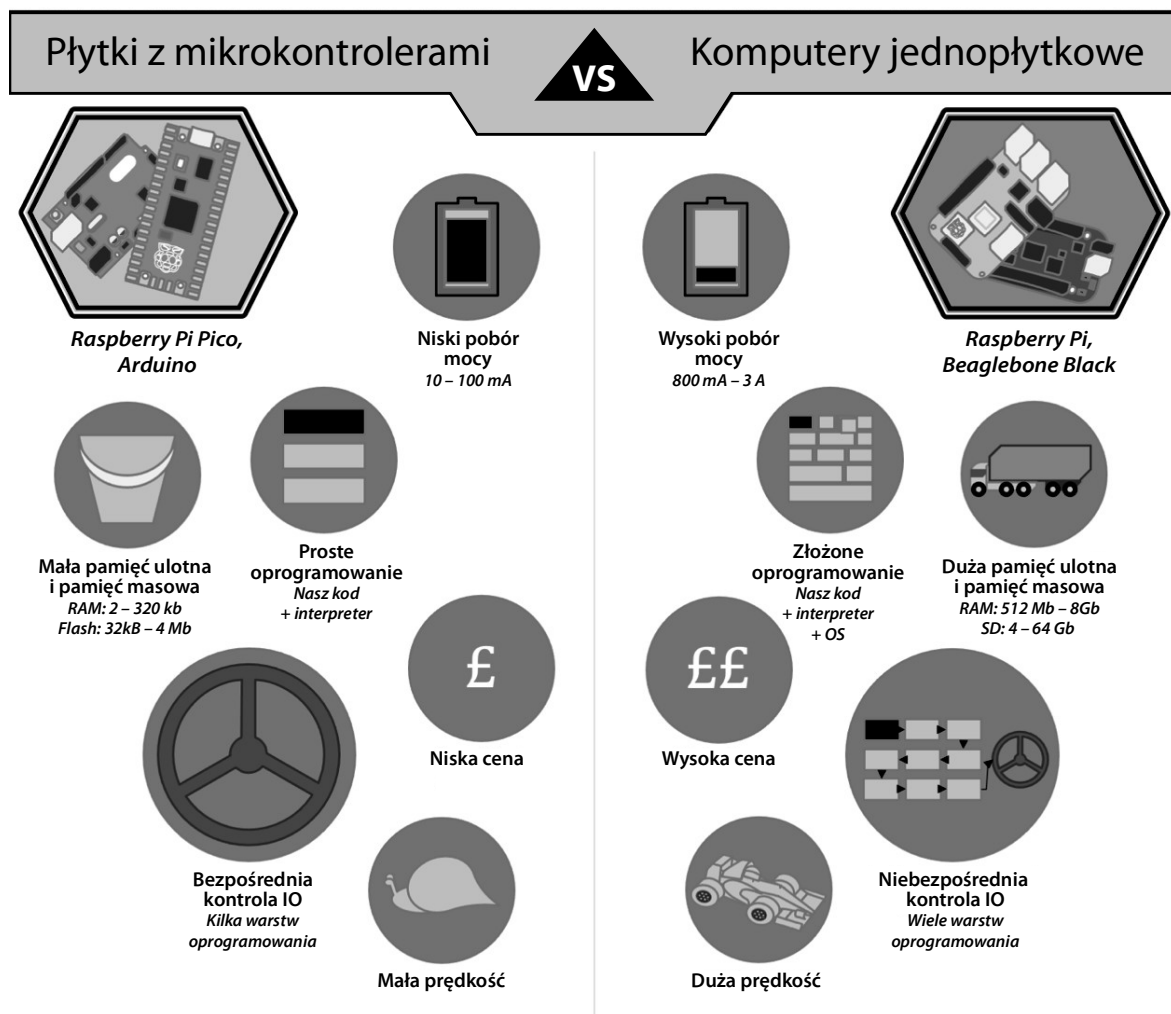 Płytki z mikrokontrolerami
VS
Komputery jednopłytkowe
Raspberry Pi Pico,
Arduino
Niski pobór
mocy
10 – 100 mA
Wysoki pobór
mocy
800 mA – 3 A
Raspberry Pi,
Beaglebone Black
Mała pamięć ulotna
i pamięć masowa
RAM: 2 – 320 kb
Flash: 32kB – 4 Mb
Proste
oprogramowanie
Nasz kod
+ interpreter
Złożone
oprogramowanie
Nasz kod
+ interpreter
+ OS
Duża pamięć ulotna
i pamięć masowa
RAM: 512 Mb – 8Gb
SD: 4 – 64 Gb
£
Niska cena
££
Wysoka cena
Bezpośrednia
kontrola IO
Kilka warstw
oprogramowania
Mała prędkość
Duża prędkość
Niebezpośrednia
kontrola IO
Wiele warstw
oprogramowania